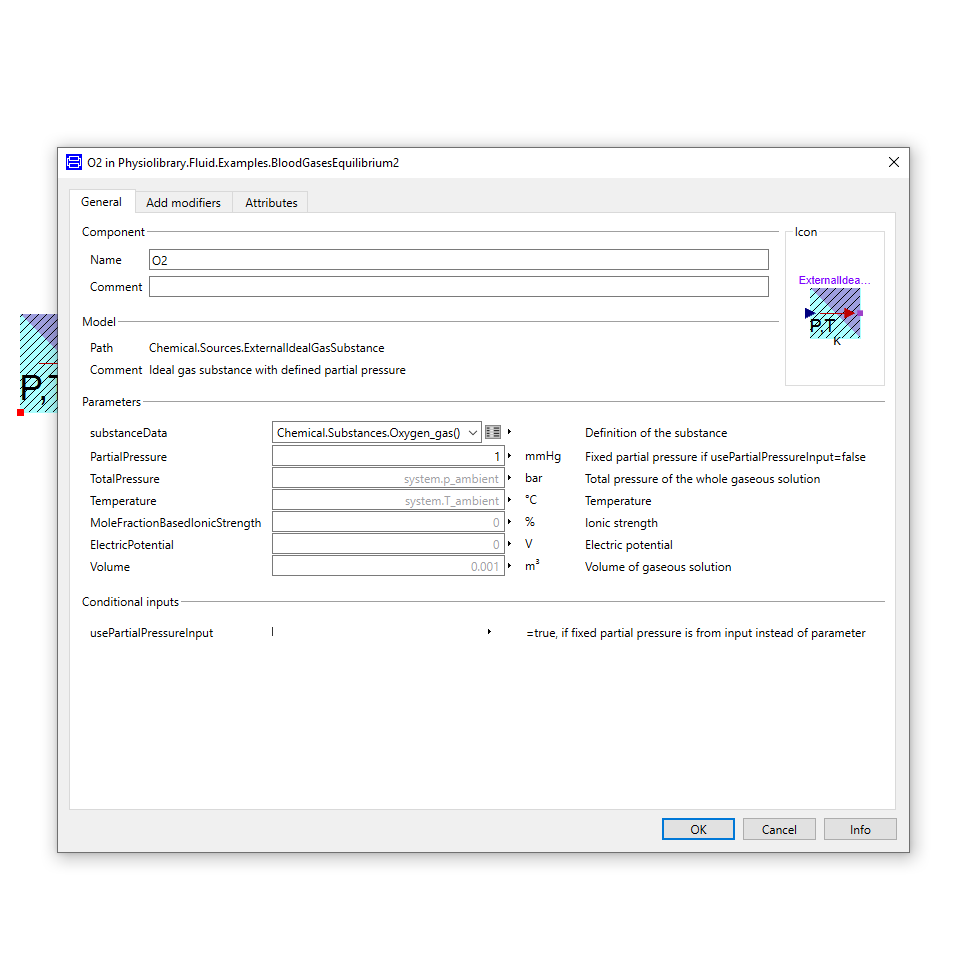 O2 in Physiolibrary.Fluid.Examples.BloodGasesEquilibrium2
General Add modifiers Attributes
Component
Name O2
Comment
Icon
ExternalIdea...
P,T
K
Model
Path Chemical.Sources.ExternalIdealGasSubstance
Comment Ideal gas substance with defined partial pressure
P,T
Parameters
substanceData Chemical.Substances.Oxygen_gas() Definition of the substance
PartialPressure 1 mmHg Fixed partial pressure if usePartialPressureInput=false
TotalPressure system.p_ambient bar Total pressure of the whole gaseous solution
Temperature system.T_ambient °C Temperature
MoleFractionBasedIonicStrength 0 % Ionic strength
ElectricPotential 0 V Electric potential
Volume 0.001 m³ Volume of gaseous solution
Conditional inputs
usePartialPressureInput =true, if fixed partial pressure is from input instead of parameter
OK Cancel Info